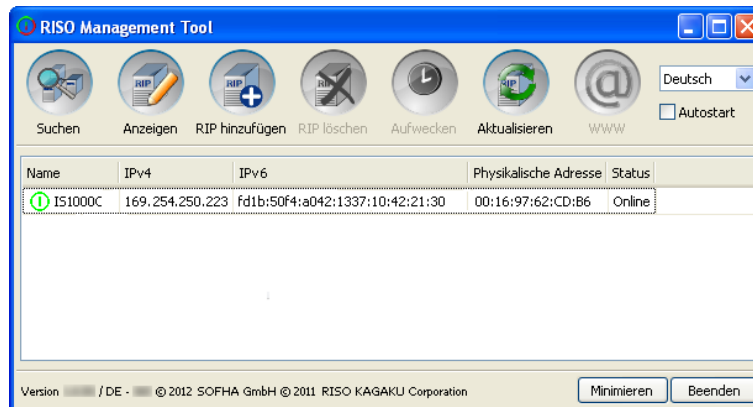 RISO Management Tool
Suchen Anzeigen RIP hinzufügen RIP löschen Aufwecken Aktualisieren WWW
Deutsch
Autostart
Name IPv4 IPv6 Physikalische Adresse Status
IS1000C 169.254.250.223 fd1b:50f4:a042:1337:10:42:21:30 00:16:97:62:CD:B6 Online
Version / DE - © 2012 SOFHA GmbH © 2011 RISO KAGAKU Corporation
Minimieren Beenden